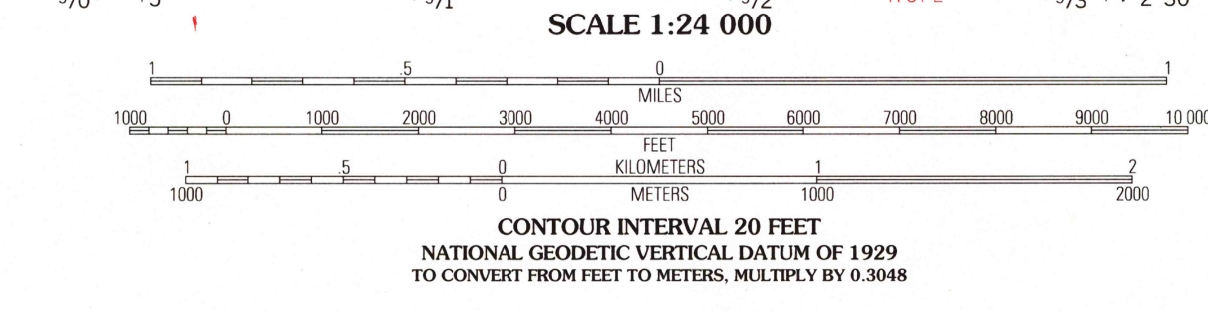 SCALE 1:24 000
1 .5 0 1
MILES
1000 0 1000 2000 3000 4000 5000 6000 7000 8000 9000 10 000
FEET
1 .5 0 KILOMETERS 1 2
1000 0 METERS 1000 2000
CONTOUR INTERVAL 20 FEET
NATIONAL GEODETIC VERTICAL DATUM OF 1929
TO CONVERT FROM FEET TO METERS, MULTIPLY BY 0.3048